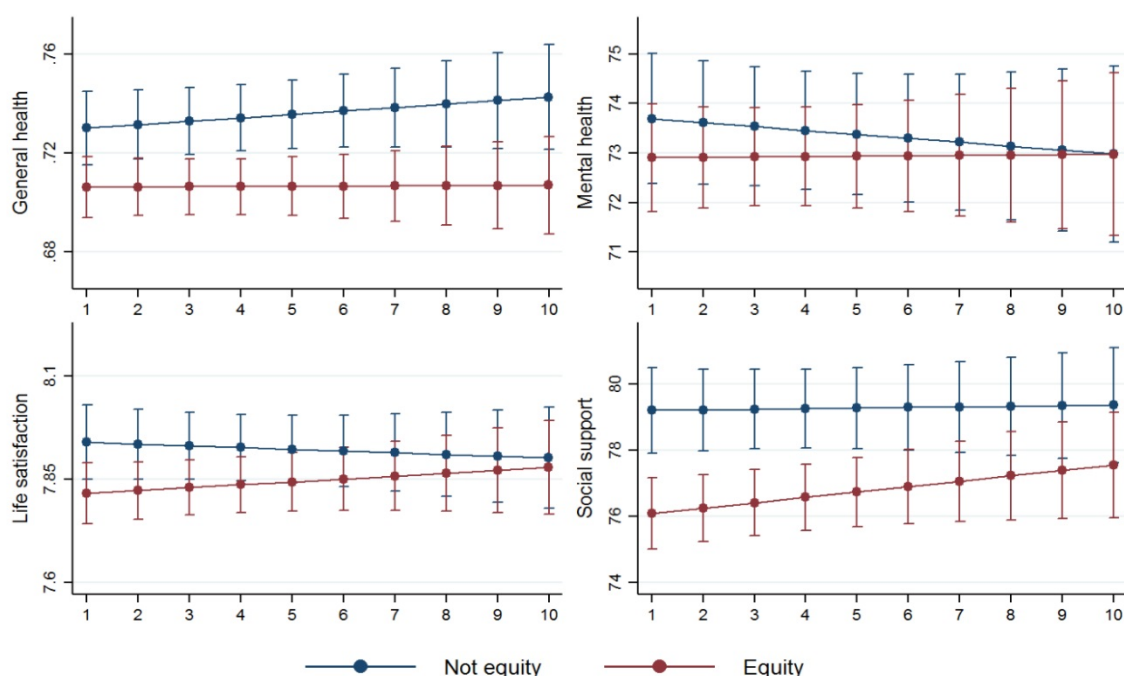 General health
.76
.72
.68
1 2 3 4 5 6 7 8 9 10
Mental health
75
74
73
72
71
1 2 3 4 5 6 7 8 9 10
Life satisfaction
8.1
7.85
7.6
1 2 3 4 5 6 7 8 9 10
Social support
80
78
76
74
1 2 3 4 5 6 7 8 9 10
Not equity
Equity